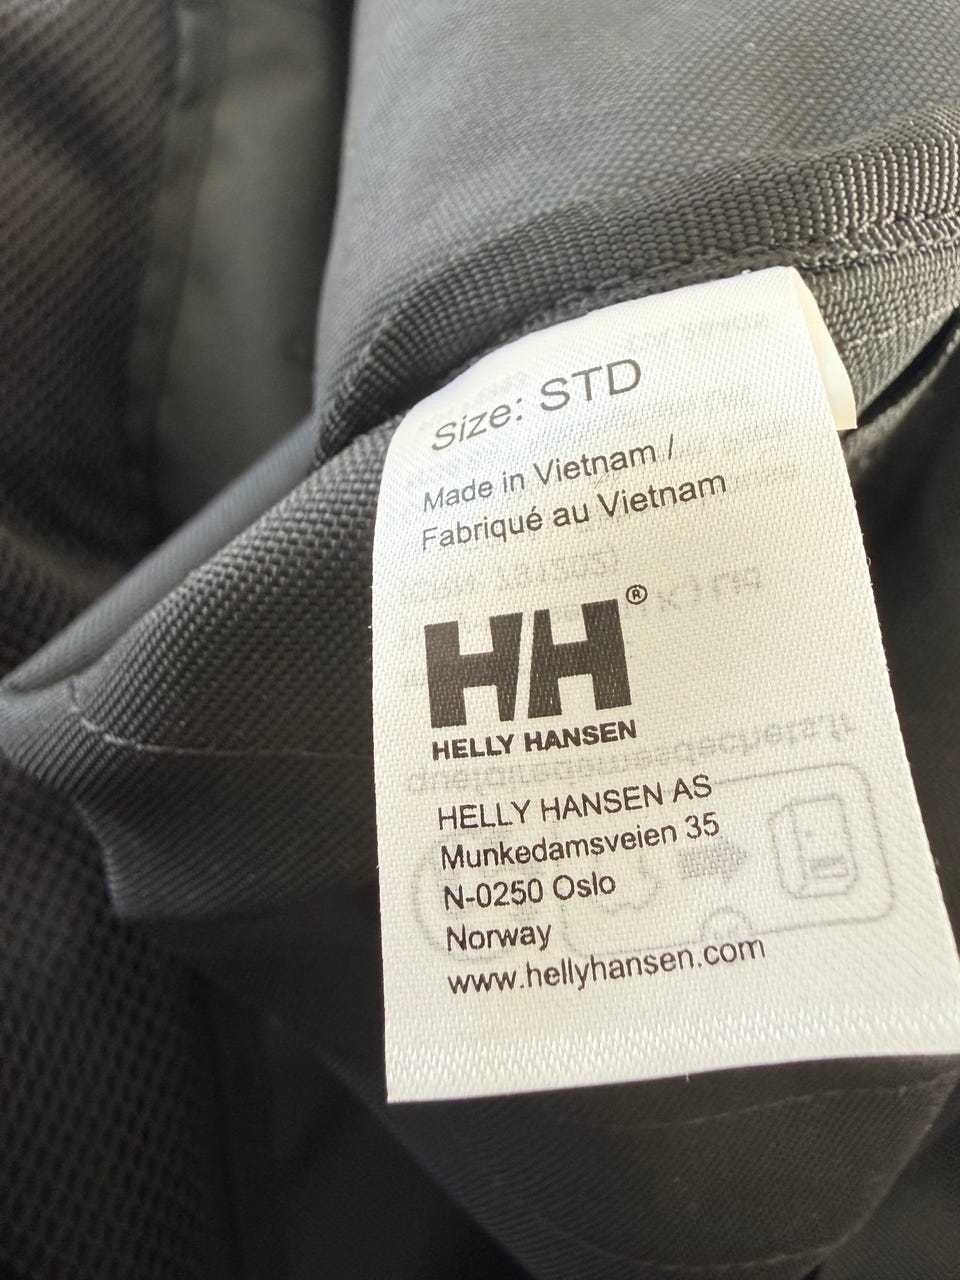 Size: STD
Made in Vietnam /
Fabriqué au Vietnam
HH®
HELLY HANSEN
HELLY HANSEN AS
Munkedamsveien 35
N-0250 Oslo
Norway
www.hellyhansen.com